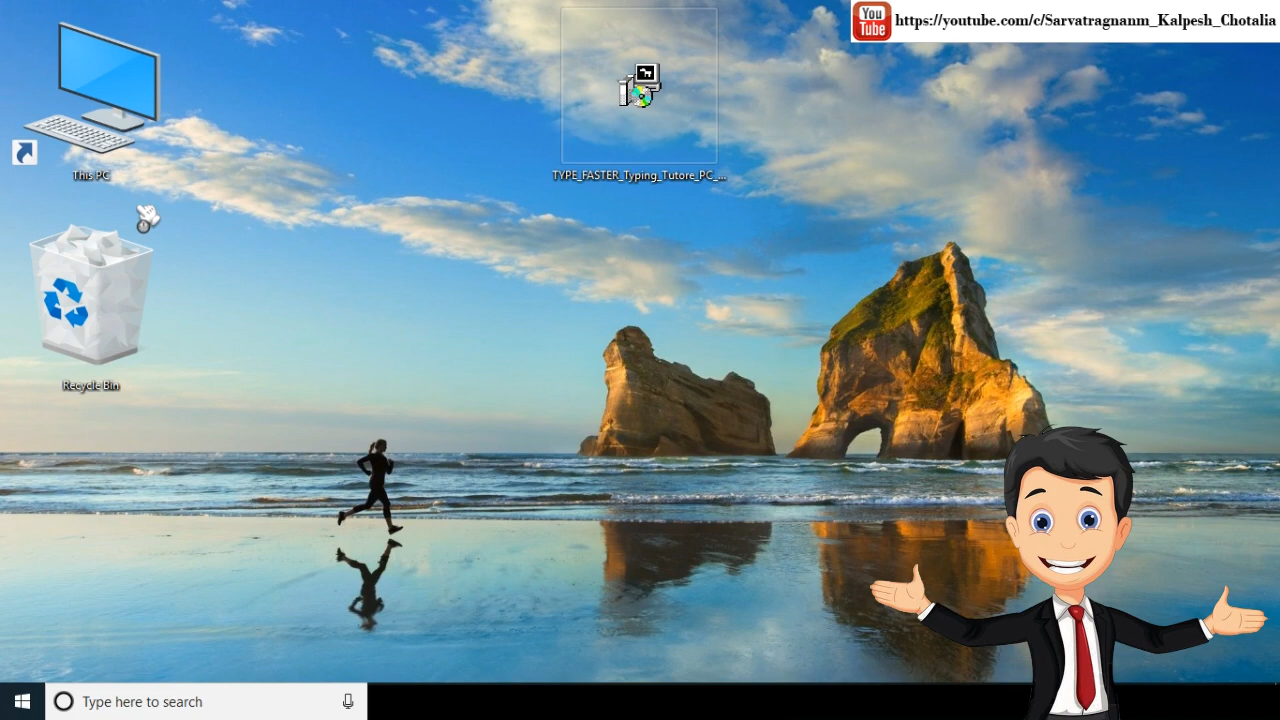 You
Tube
https://youtube.com/c/Sarvatragnanm_Kalpesh_Chotalia
This PC
TYPE_FASTER_Typing_Tutore_PC_...
Recycle Bin
Type here to search